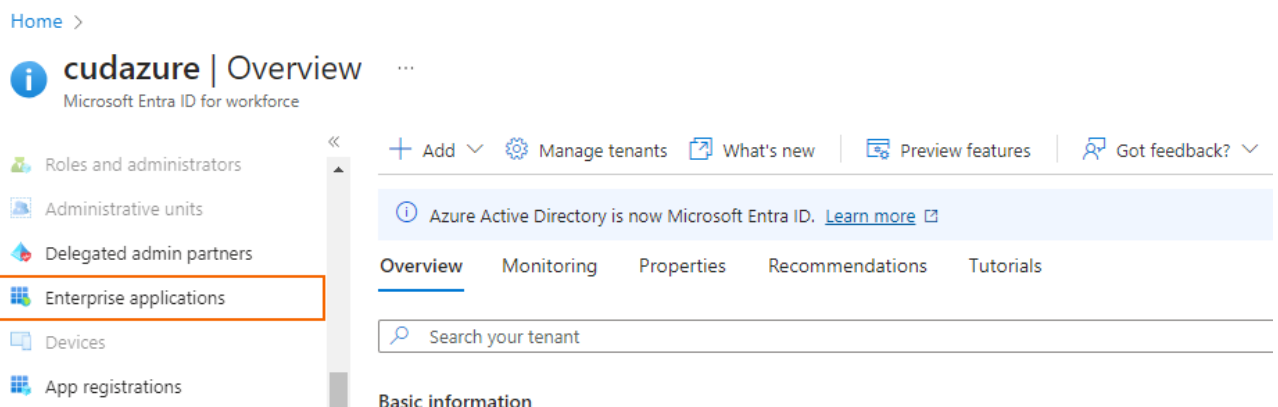 Home >
cudazure | Overview ...
Microsoft Entra ID for workforce
Roles and administrators
Administrative units
Delegated admin partners
Enterprise applications
Devices
App registrations
Add Manage tenants What's new Preview features Got feedback?
Azure Active Directory is now Microsoft Entra ID. Learn more
Overview Monitoring Properties Recommendations Tutorials
Search your tenant
Basic information